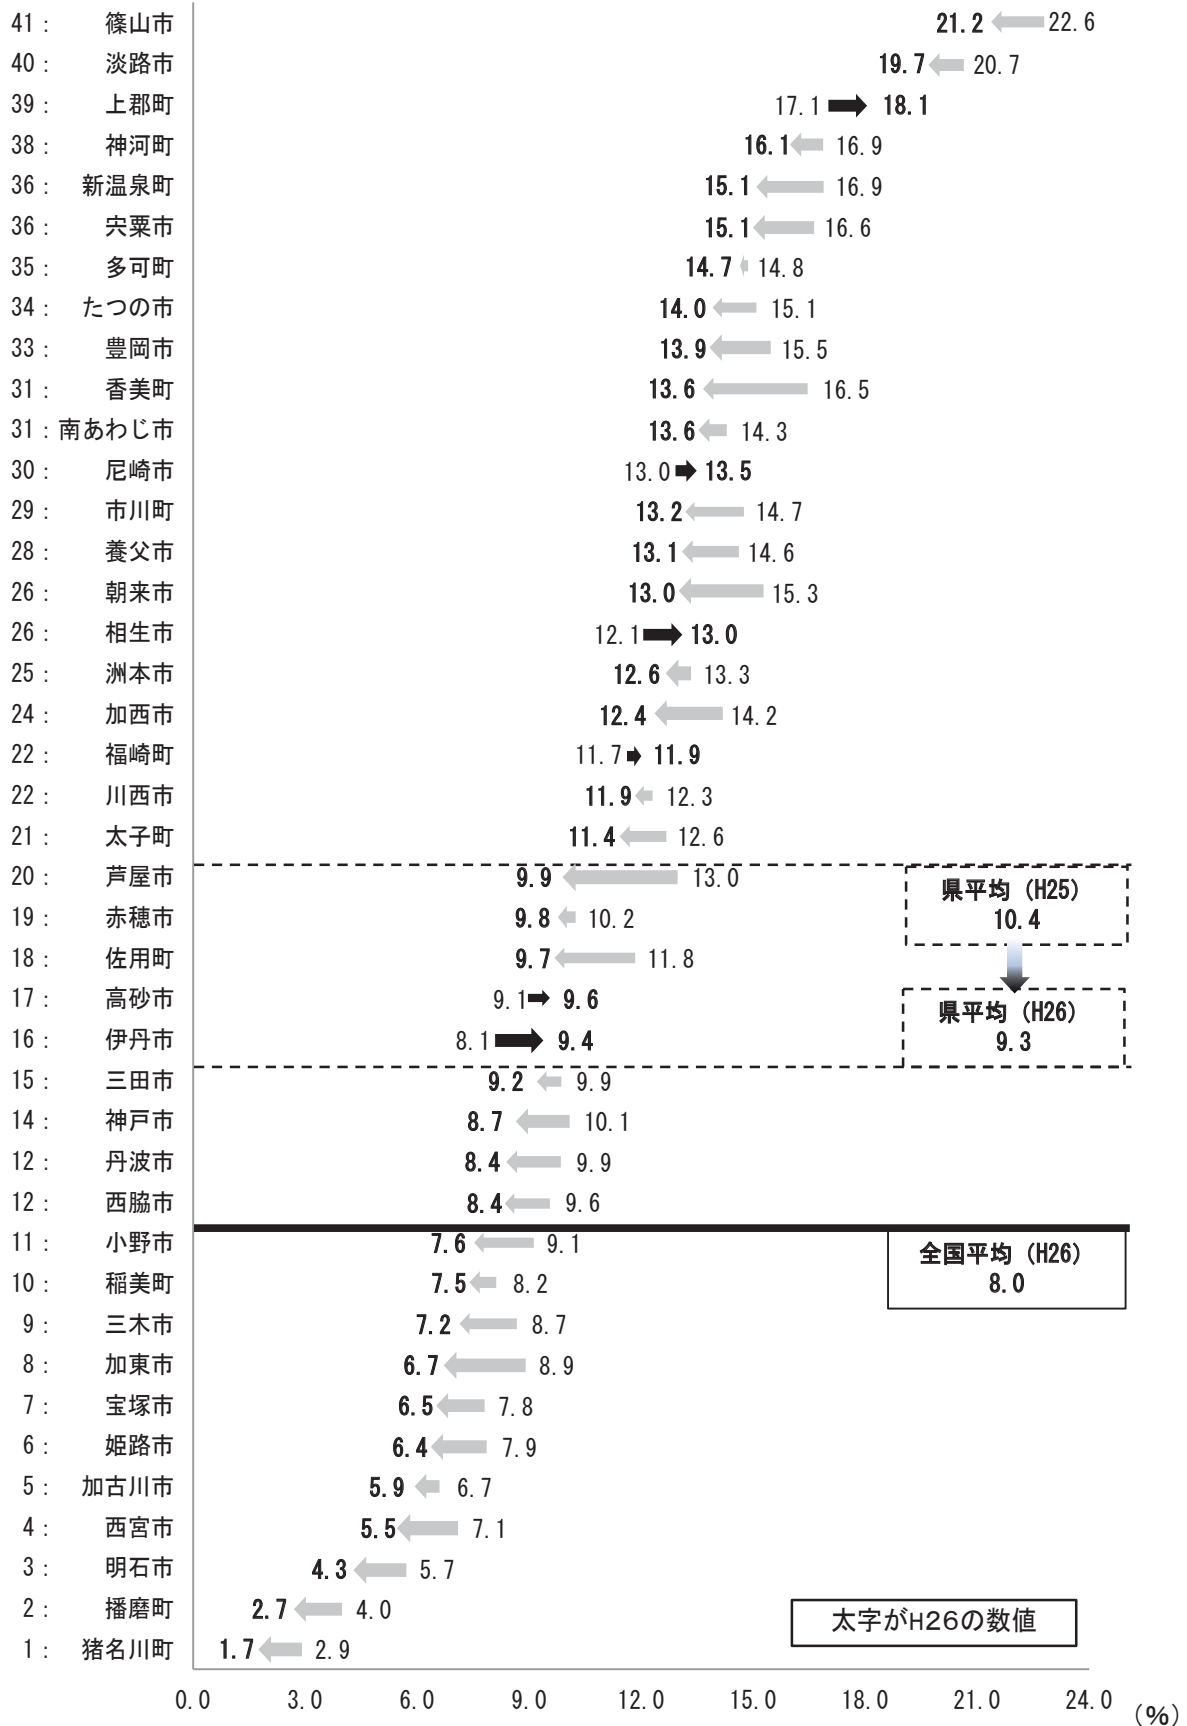 41 : 篠山市 21.2 22.6
40 : 淡路市 19.7 20.7
39 : 上郡町 17.1 18.1
38 : 神河町 16.1 16.9
36 : 新温泉町 15.1 16.9
36 : 宍粟市 15.1 16.6
35 : 多可町 14.7 14.8
34 : たつの市 14.0 15.1
33 : 豊岡市 13.9 15.5
31 : 香美町 13.6 16.5
31 : 南あわじ市 13.6 14.3
30 : 尼崎市 13.0 13.5
29 : 市川町 13.2 14.7
28 : 養父市 13.1 14.6
26 : 朝来市 13.0 15.3
26 : 相生市 12.1 13.0
25 : 洲本市 12.6 13.3
24 : 加西市 12.4 14.2
22 : 福崎町 11.7 11.9
22 : 川西市 11.9 12.3
21 : 太子町 11.4 12.6
20 : 芦屋市 9.9 13.0
県平均 (H25)
10.4
19 : 赤穂市 9.8 10.2
18 : 佐用町 9.7 11.8
17 : 高砂市 9.1 9.6
県平均 (H26)
9.3
16 : 伊丹市 8.1 9.4
15 : 三田市 9.2 9.9
14 : 神戸市 8.7 10.1
12 : 丹波市 8.4 9.9
12 : 西脇市 8.4 9.6
11 : 小野市 7.6 9.1
全国平均 (H26)
8.0
10 : 稲美町 7.5 8.2
9 : 三木市 7.2 8.7
8 : 加東市 6.7 8.9
7 : 宝塚市 6.5 7.8
6 : 姫路市 6.4 7.9
5 : 加古川市 5.9 6.7
4 : 西宮市 5.5 7.1
3 : 明石市 4.3 5.7
2 : 播磨町 2.7 4.0
太字がH26の数値
1 : 猪名川町 1.7 2.9
0.0 3.0 6.0 9.0 12.0 15.0 18.0 21.0 24.0 (%)